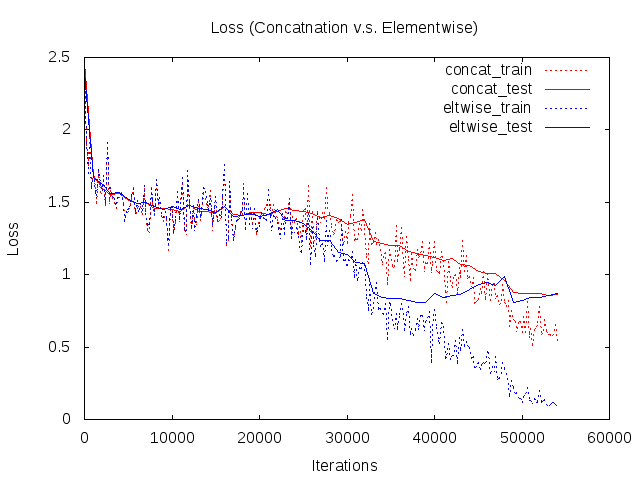 Loss (Concatnation v.s. Elementwise)
2.5
2
1.5
1
0.5
0
Loss
concat_train
concat_test
eltwise_train
eltwise_test
0 10000 20000 30000 40000 50000 60000
Iterations